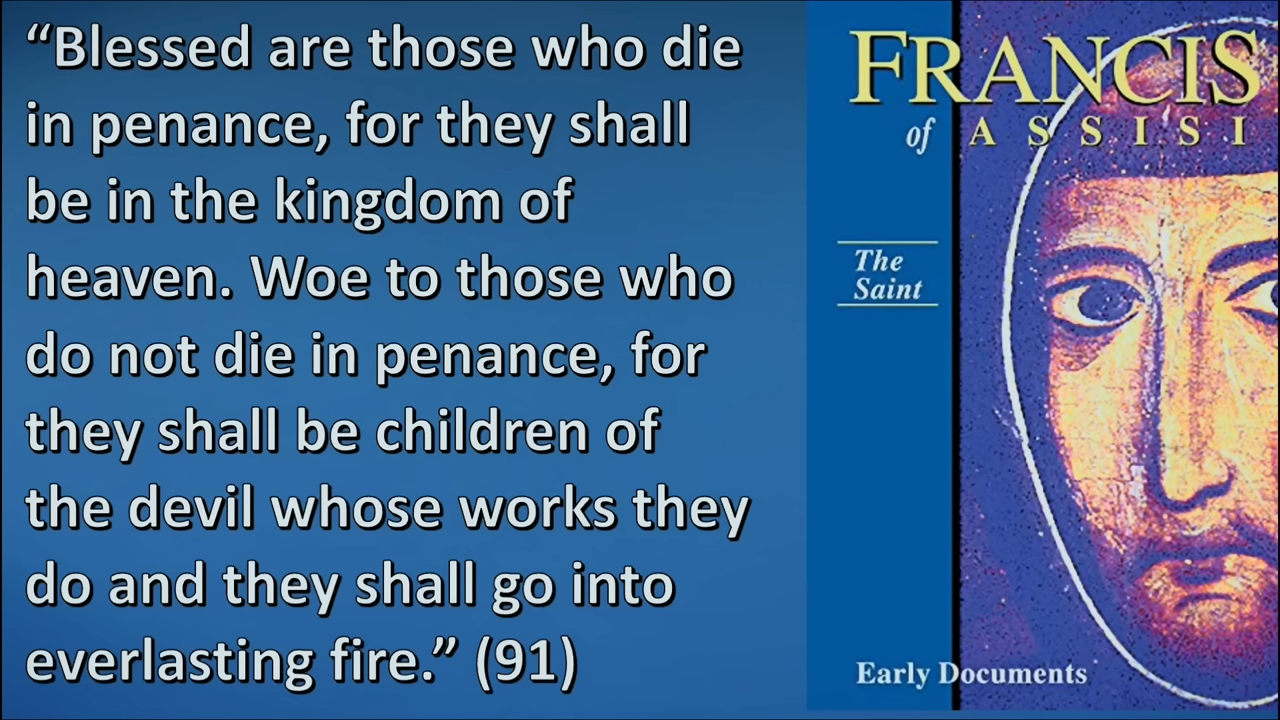 “Blessed are those who die
in penance, for they shall
be in the kingdom of
heaven. Woe to those who
do not die in penance, for
they shall be children of
the devil whose works they
do and they shall go into
everlasting fire.” (91)
FRANCIS
of ASSISI
The
Saint
Early Documents